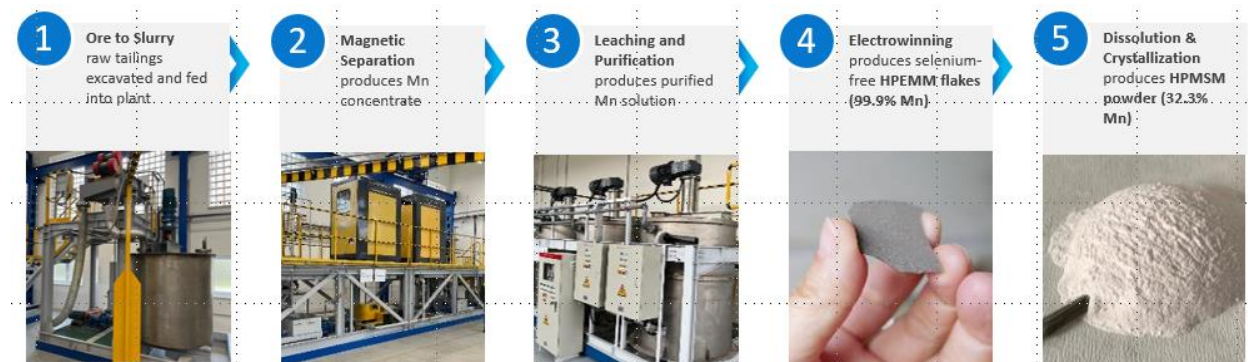 1
Ore to Slurry
raw tailings
excavated and fed
into plant
2
Magnetic
Separation
produces Mn
concentrate
3
Leaching and
Purification
produces purified
Mn solution
4
Electrowinning
produces selenium-
free HPEMM flakes
(99.9% Mn)
5
Dissolution &
Crystallization
produces HPMSM
powder (32.3%
Mn)